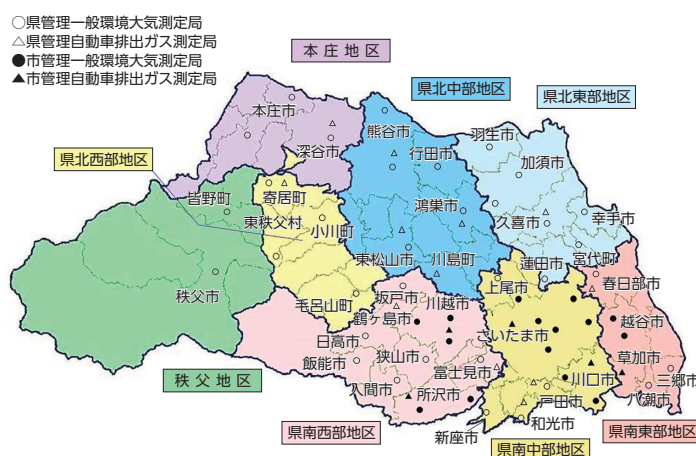 ○県管理一般環境大気測定局
△県管理自動車排出ガス測定局
●市管理一般環境大気測定局
▲市管理自動車排出ガス測定局
本庄地区
県北中部地区
県北東部地区
県北西部地区
本庄市
深谷市
熊谷市
行田市
羽生市
加須市
皆野町
寄居町
東秩父村
小川町
鴻巣市
久喜市
幸手市
東松山市
川島町
蓮田市
宮代町
秩父市
毛呂山町
坂戸市
川越市
上尾市
春日部市
鶴ヶ島市
さいたま市
越谷市
日高市
飯能市
狭山市
富士見市
川口市
草加市
三郷市
入間市
所沢市
戸田市
八潮市
和光市
新座市
秩父地区
県南西部地区
県南中部地区
県南東部地区